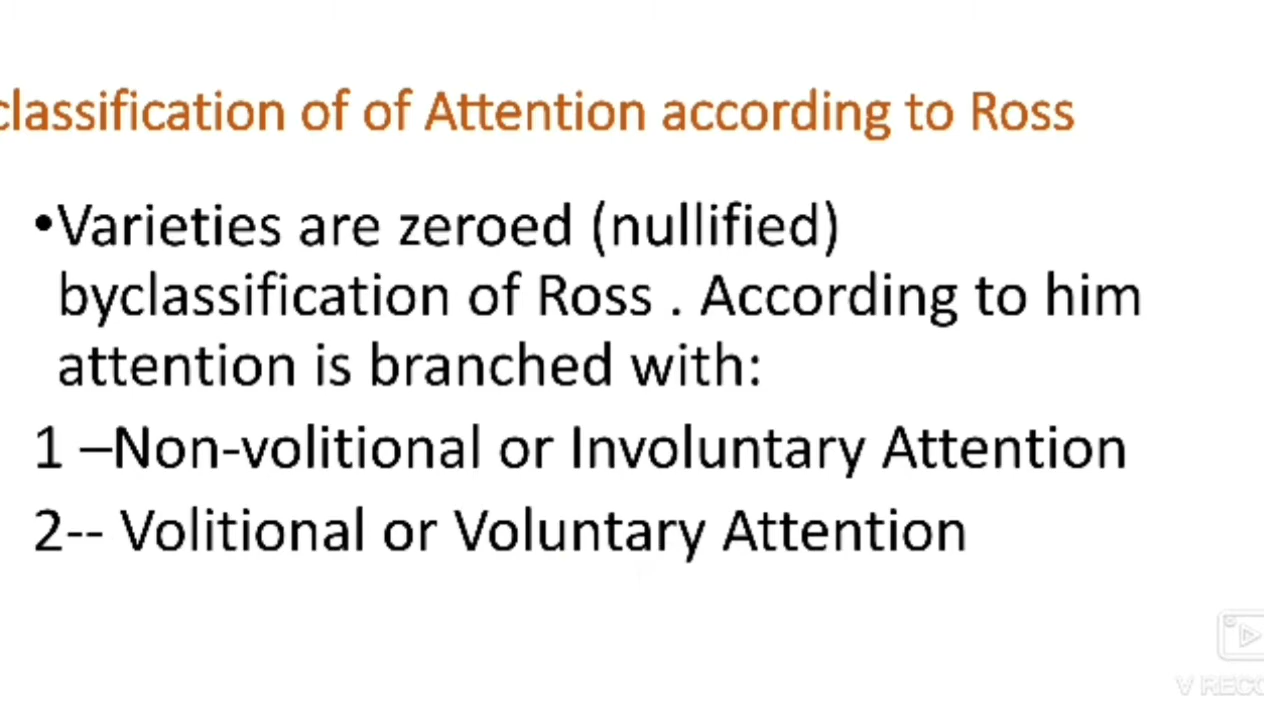 classification of of Attention according to Ross
•Varieties are zeroed (nullified)
byclassification of Ross . According to him
attention is branched with:
1 –Non-volitional or Involuntary Attention
2-- Volitional or Voluntary Attention
V RECO